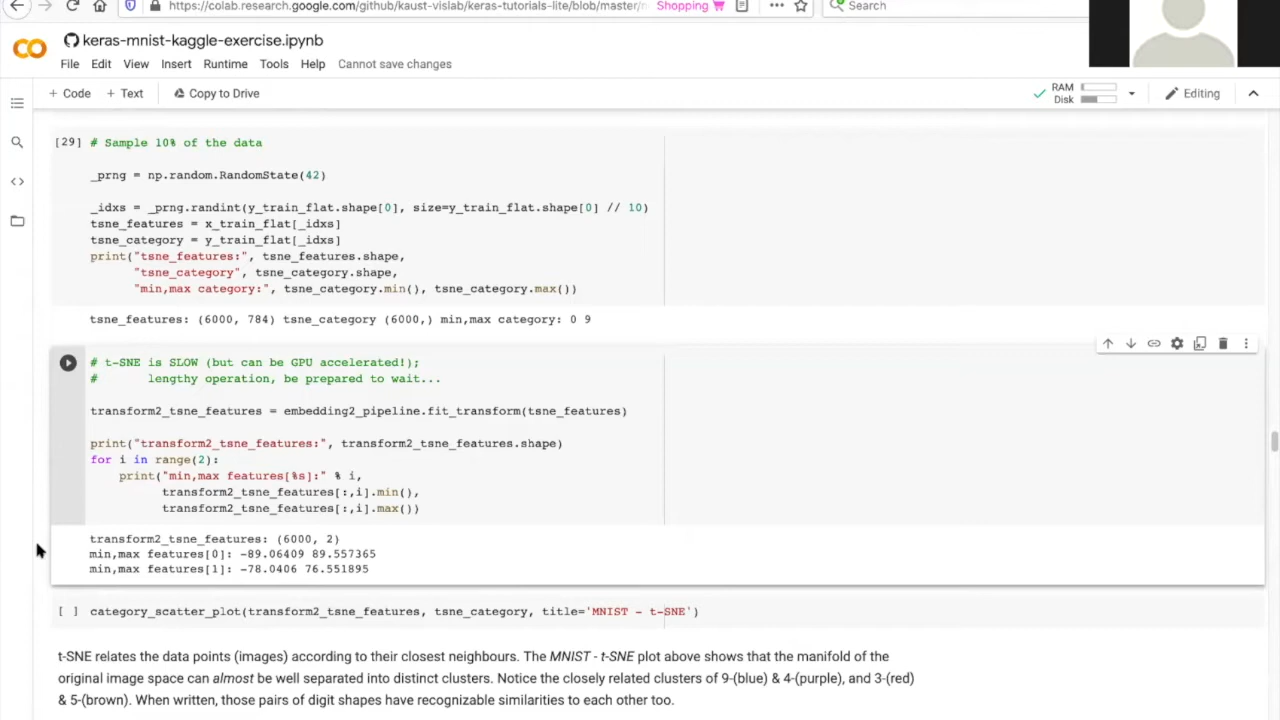 https://colab.research.google.com/github/kaust-vislab/keras-tutorials-lite/blob/master/
Shopping
Search
keras-mnist-kaggle-exercise.ipynb
File Edit View Insert Runtime Tools Help Cannot save changes
+ Code + Text Copy to Drive
RAM
Disk
Editing
[29] # Sample 10% of the data
_prng = np.random.RandomState(42)
_idxs = _prng.randint(y_train_flat.shape[0], size=y_train_flat.shape[0] // 10)
tsne_features = x_train_flat[_idxs]
tsne_category = y_train_flat[_idxs]
print("tsne_features:", tsne_features.shape,
"tsne_category", tsne_category.shape,
"min,max category:", tsne_category.min(), tsne_category.max())
tsne_features: (6000, 784) tsne_category (6000,) min,max category: 0 9
# t-SNE is SLOW (but can be GPU accelerated!);
# lengthy operation, be prepared to wait...
transform2_tsne_features = embedding2_pipeline.fit_transform(tsne_features)
print("transform2_tsne_features:", transform2_tsne_features.shape)
for i in range(2):
print("min,max features[%s]:" % i,
transform2_tsne_features[:,i].min(),
transform2_tsne_features[:,i].max())
transform2_tsne_features: (6000, 2)
min,max features[0]: -89.06409 89.557365
min,max features[1]: -78.0406 76.551895
[ ] category_scatter_plot(transform2_tsne_features, tsne_category, title='MNIST - t-SNE')
t-SNE relates the data points (images) according to their closest neighbours. The MNIST - t-SNE plot above shows that the manifold of the
original image space can almost be well separated into distinct clusters. Notice the closely related clusters of 9-(blue) & 4-(purple), and 3-(red)
& 5-(brown). When written, those pairs of digit shapes have recognizable similarities to each other too.